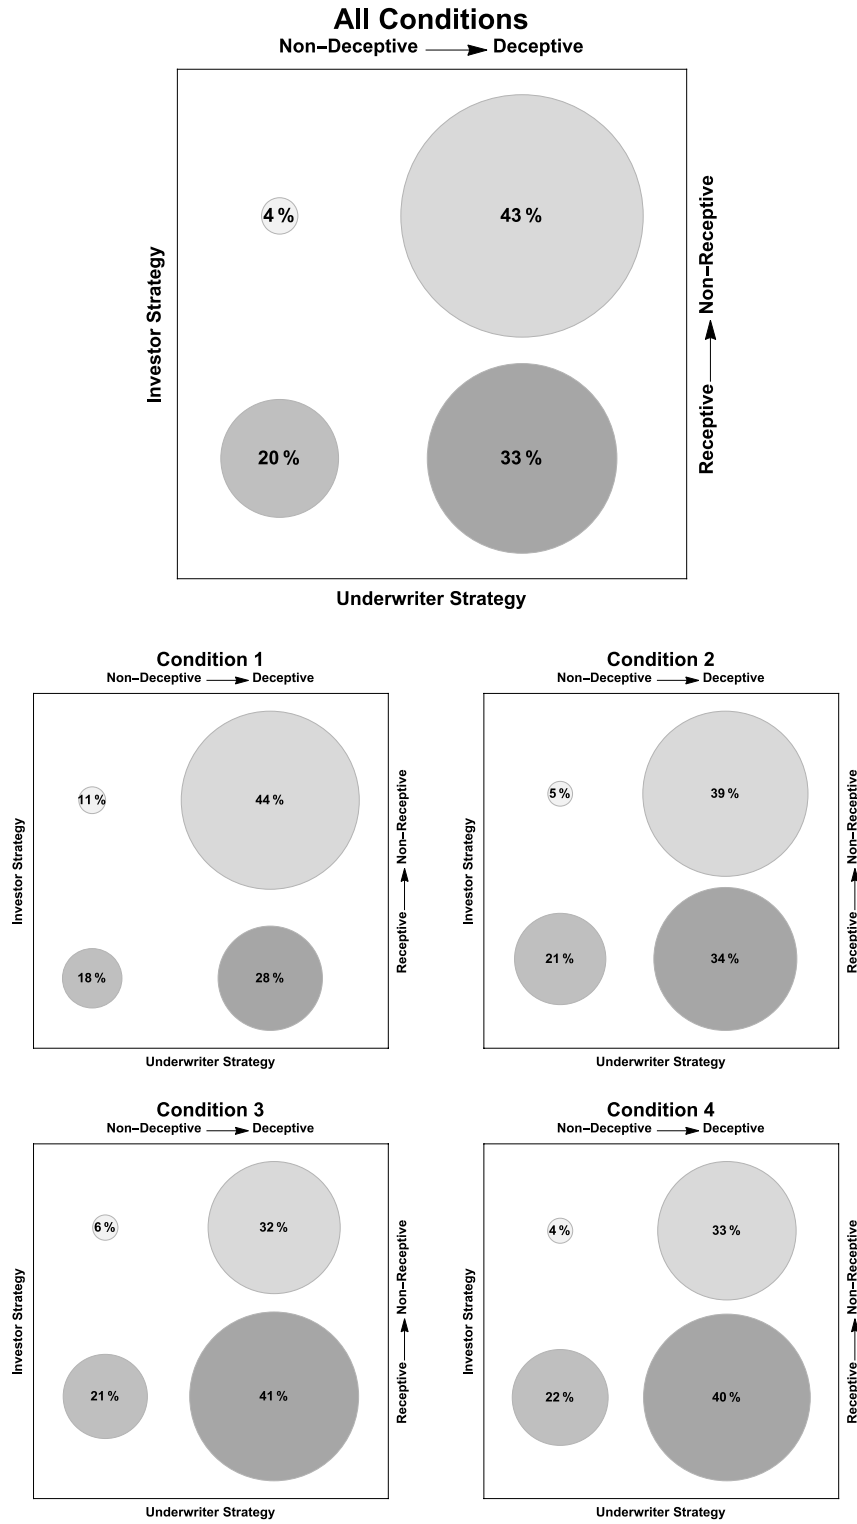 All Conditions
Non–Deceptive Deceptive
4 %
43 %
Investor Strategy
Receptive Non–Receptive
20 %
33 %
Underwriter Strategy
Condition 1
Non–Deceptive Deceptive
11 %
44 %
Investor Strategy
Receptive Non–Receptive
18 %
28 %
Underwriter Strategy
Condition 2
Non–Deceptive Deceptive
5 %
39 %
Investor Strategy
Receptive Non–Receptive
21 %
34 %
Underwriter Strategy
Condition 3
Non–Deceptive Deceptive
6 %
32 %
Investor Strategy
Receptive Non–Receptive
21 %
41 %
Underwriter Strategy
Condition 4
Non–Deceptive Deceptive
4 %
33 %
Investor Strategy
Receptive Non–Receptive
22 %
40 %
Underwriter Strategy